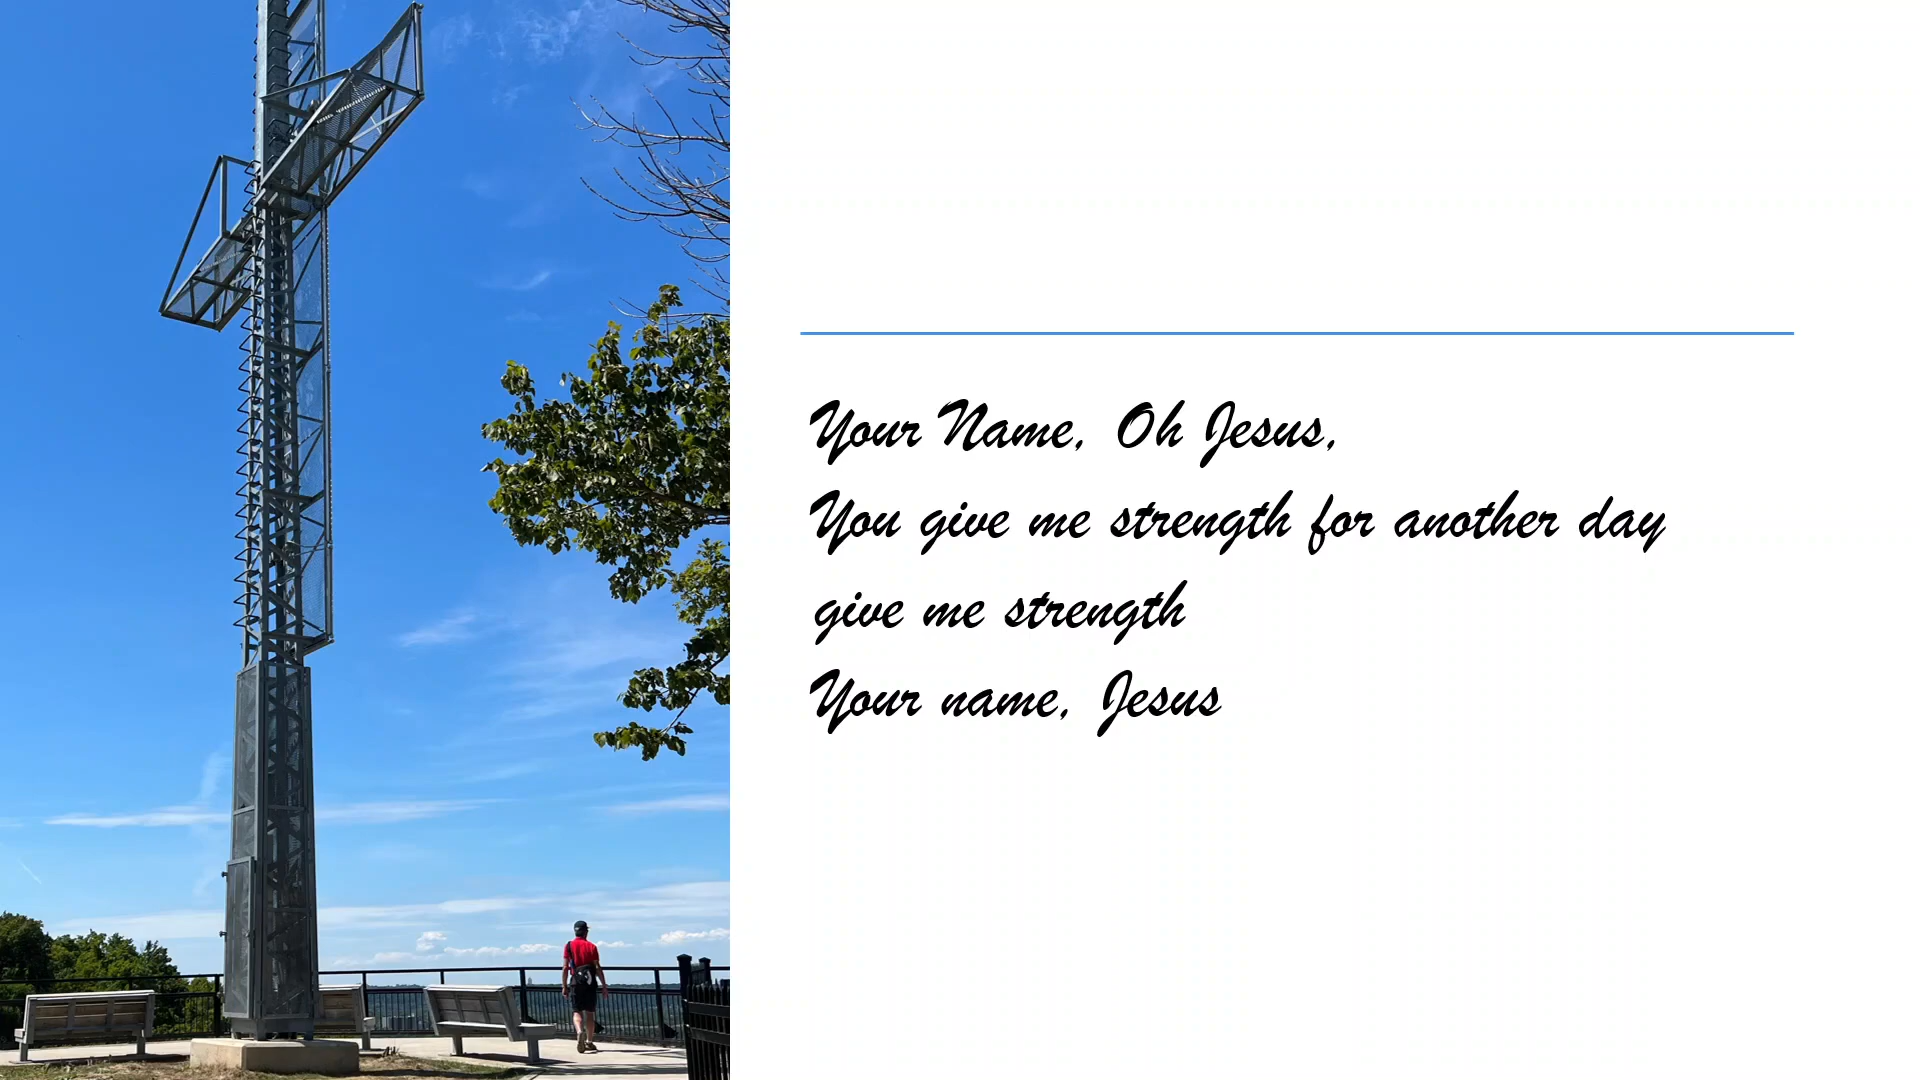 Your Name, Oh Jesus,
You give me strength for another day
give me strength
Your name, Jesus